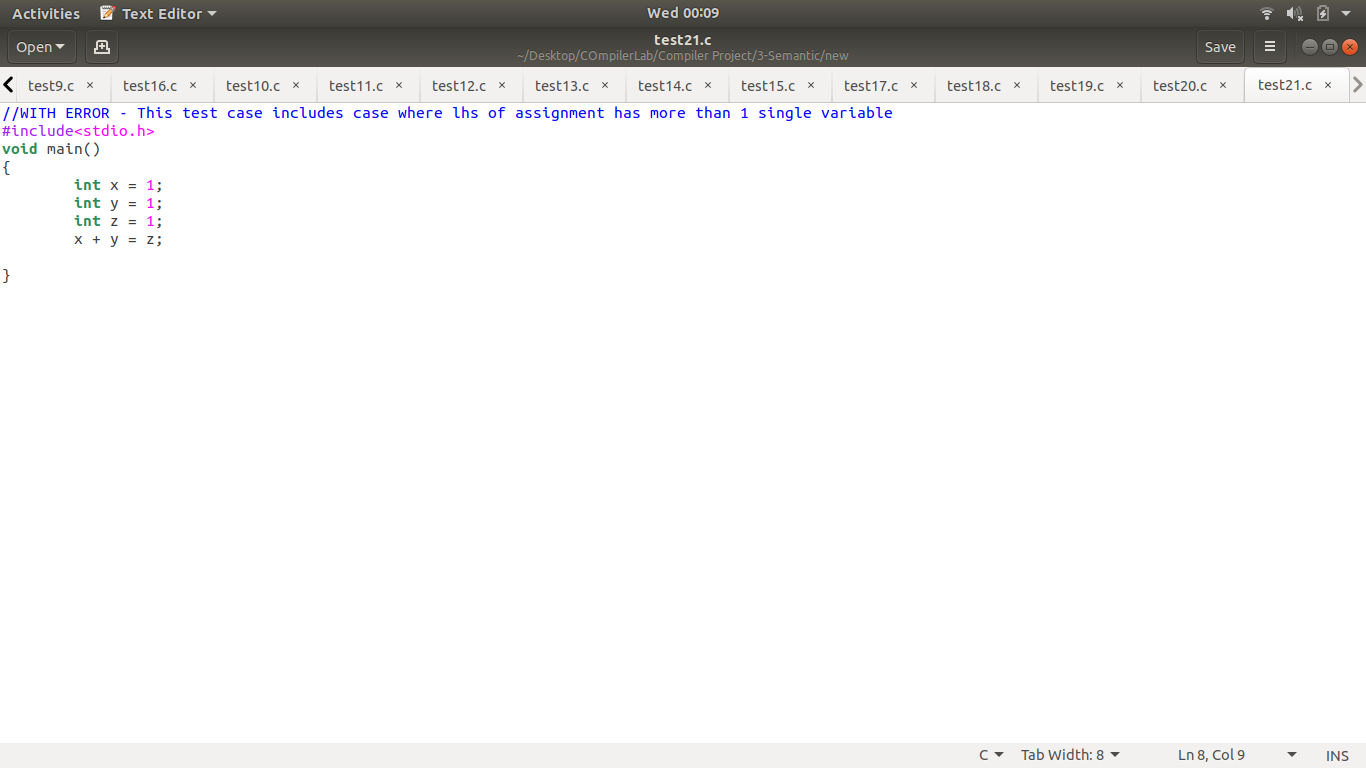 Activities Text Editor Wed 00:09
Open test21.c Save
~/Desktop/COmpilerLab/Compiler Project/3-Semantic/new
test9.c × test16.c × test10.c × test11.c × test12.c × test13.c × test14.c × test15.c × test17.c × test18.c × test19.c × test20.c × test21.c ×
//WITH ERROR - This test case includes case where lhs of assignment has more than 1 single variable
#include<stdio.h>
void main()
{
        int x = 1;
        int y = 1;
        int z = 1;
        x + y = z;
}
C Tab Width: 8 Ln 8, Col 9 INS